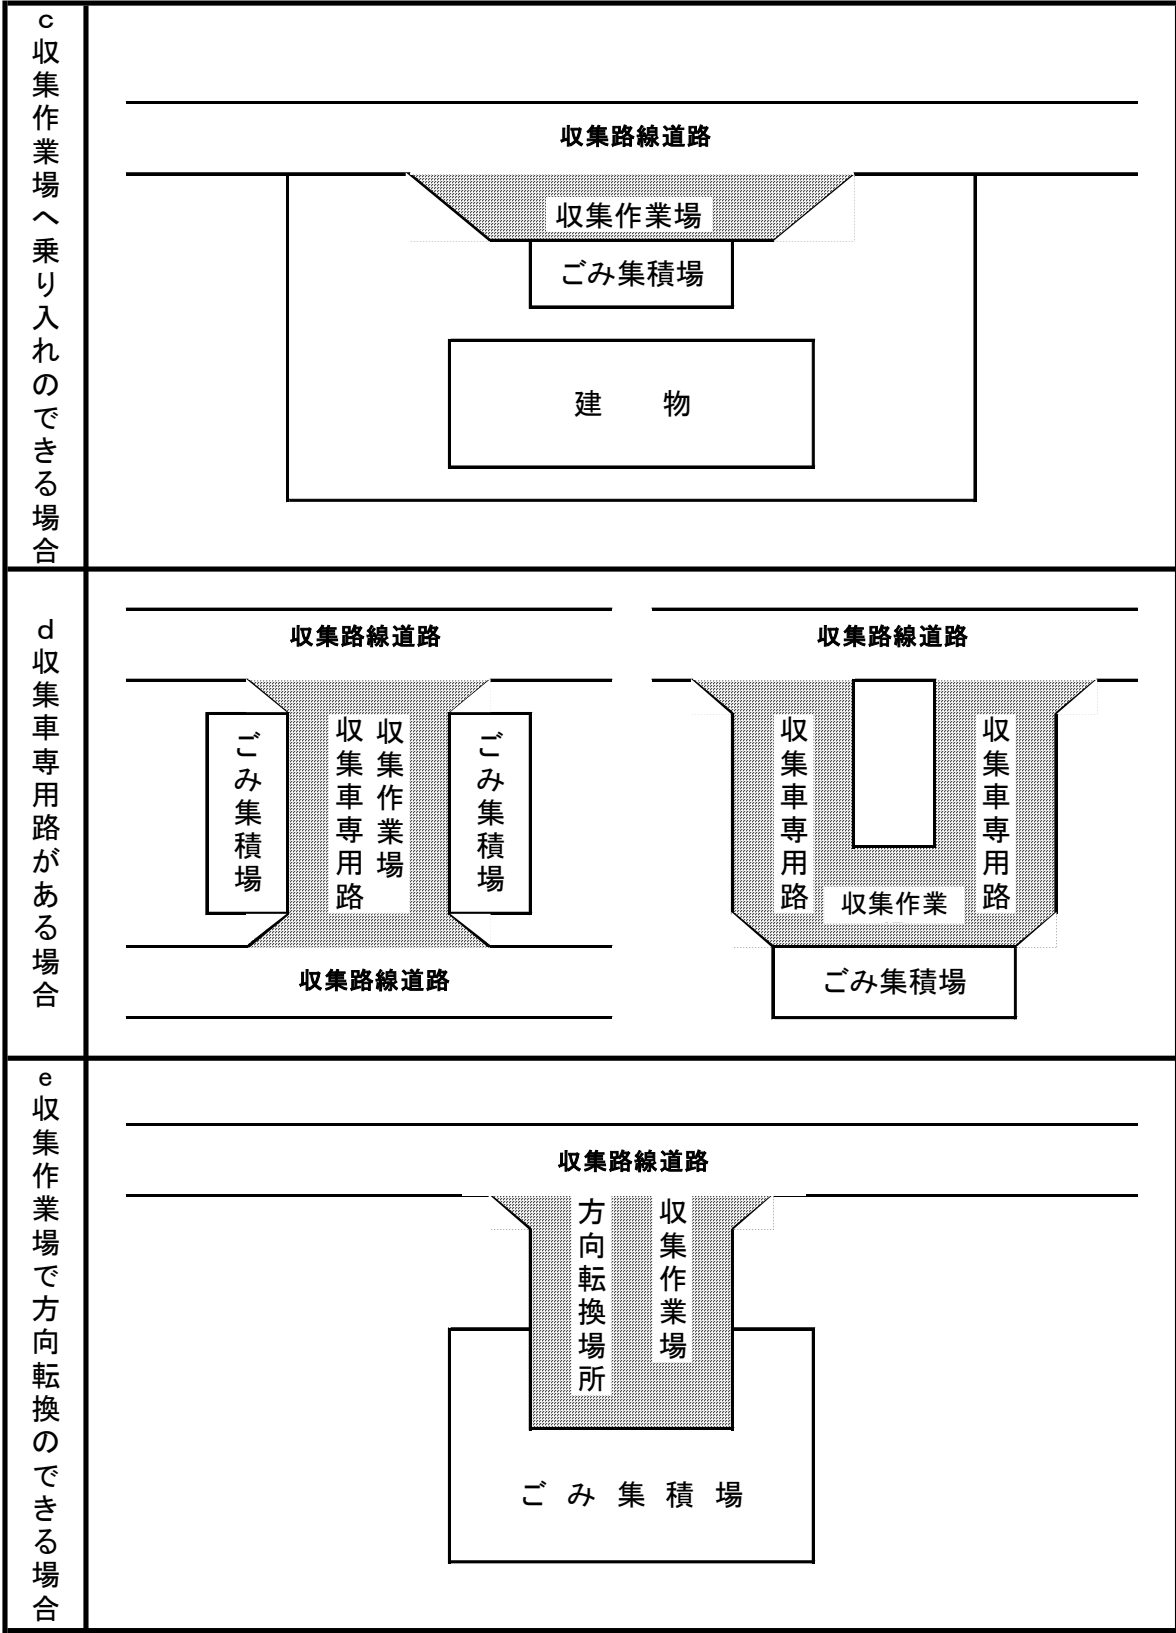 c収集作業場へ乗り入れのできる場合
収集路線道路
収集作業場
ごみ集積場
建　物
d収集車専用路がある場合
収集路線道路
ごみ集積場
収集作業場
収集車専用路
ごみ集積場
収集路線道路
収集路線道路
収集車専用路
収集車専用路
収集作業
ごみ集積場
e収集作業場で方向転換のできる場合
収集路線道路
収集作業場
方向転換場所
ごみ集積場